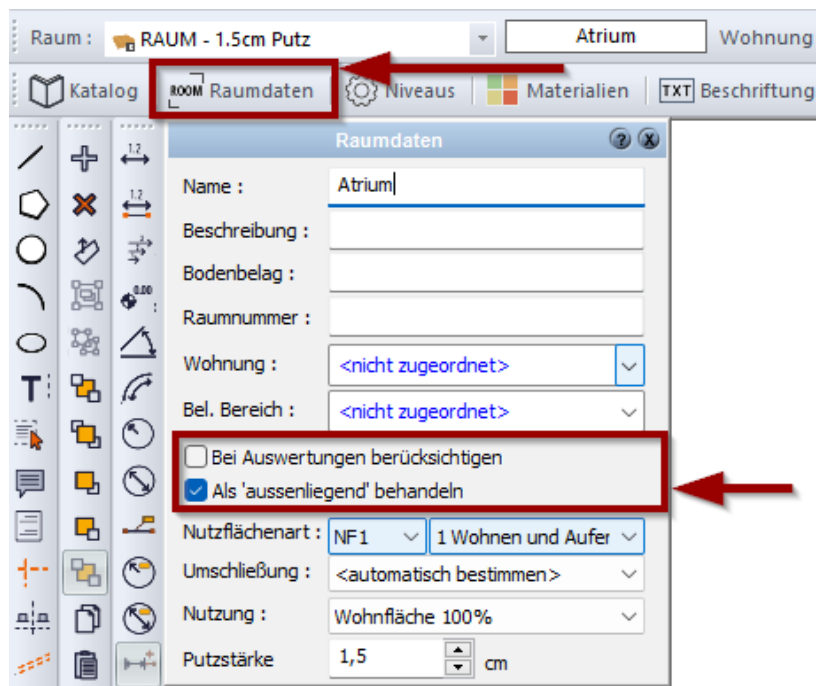 Raum : RAUM - 1.5cm Putz Atrium Wohnung
Katalog ROOM Raumdaten Niveaus Materialien TXT Beschriftung
Raumdaten
Name : Atrium
Beschreibung :
Bodenbelag :
Raumnummer :
Wohnung : <nicht zugeordnet>
Bel. Bereich : <nicht zugeordnet>
Bei Auswertungen berücksichtigen
Als 'aussenliegend' behandeln
Nutzflächenart : NF1 1 Wohnen und Aufer
Umschließung : <automatisch bestimmen>
Nutzung : Wohnfläche 100%
Putzstärke 1,5 cm
1.2
1.2
0.00
T